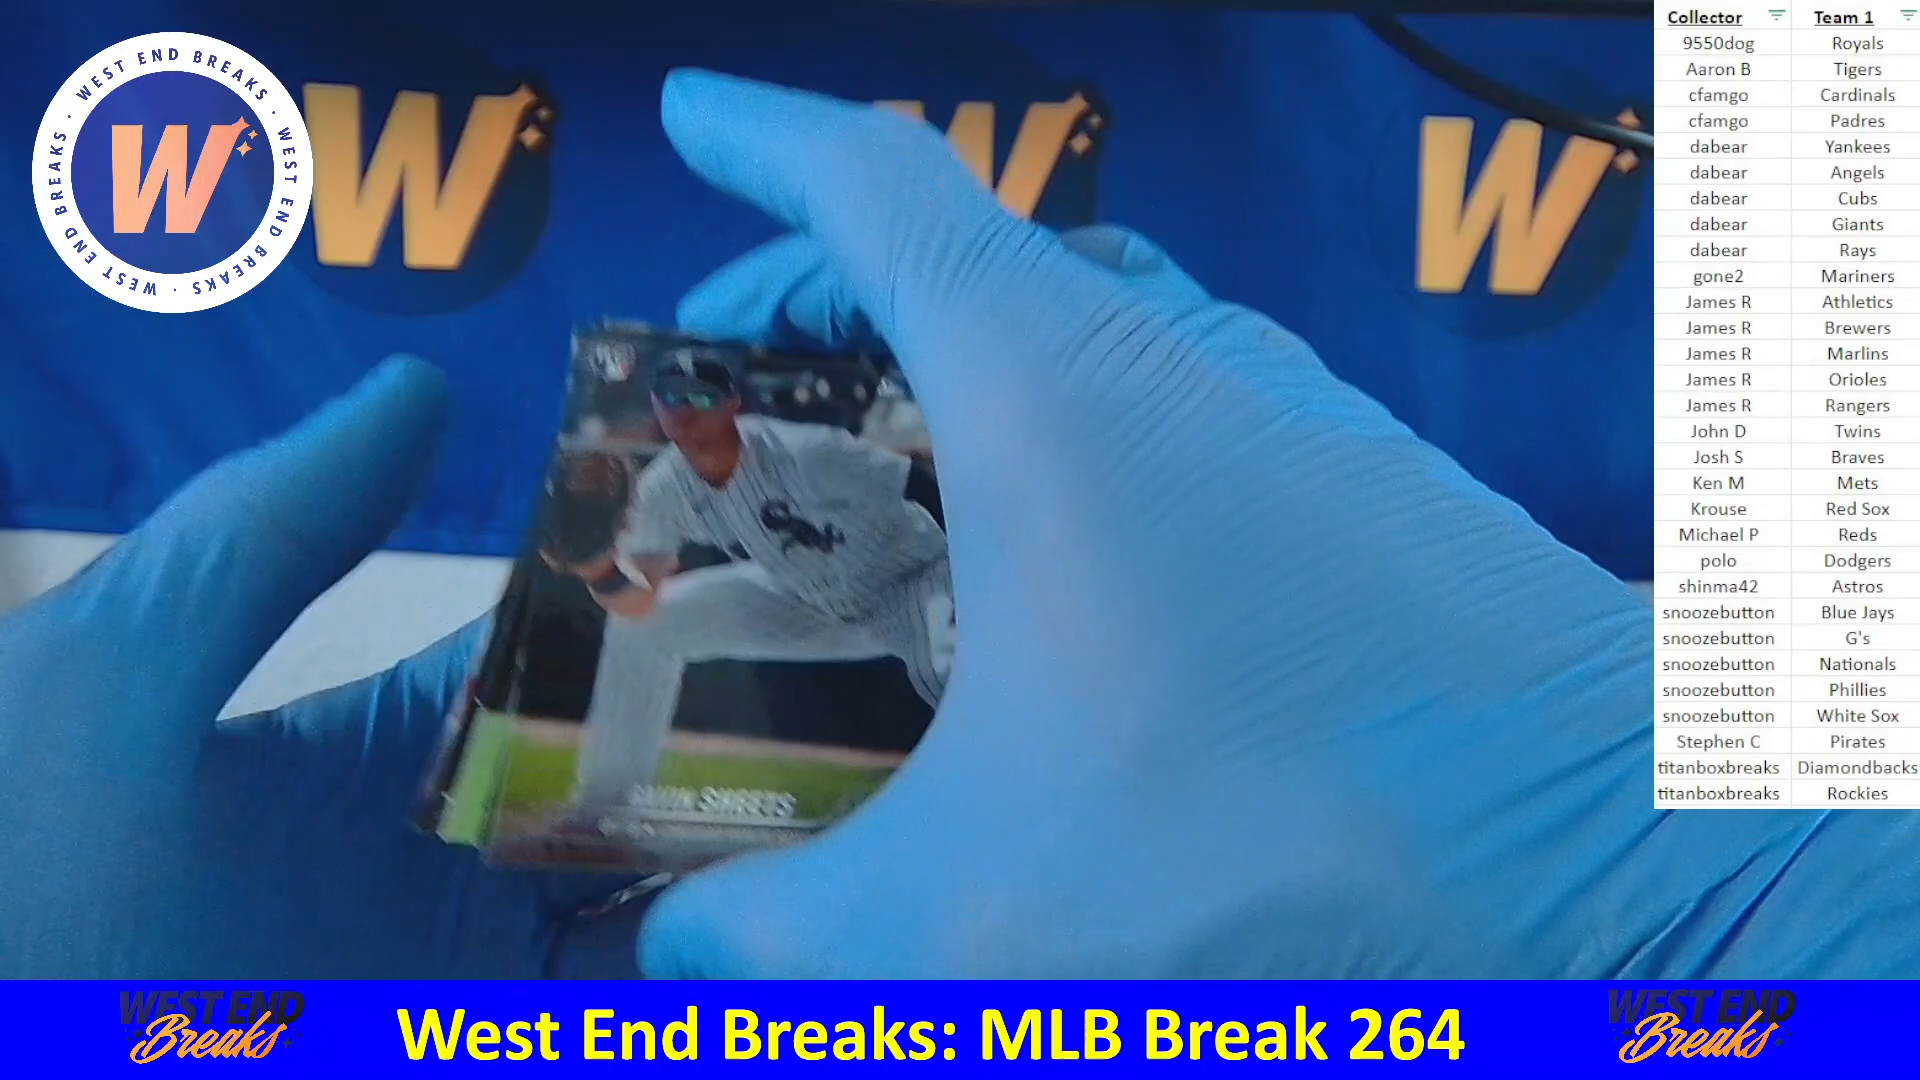 WEST END BREAKS · WEST END BREAKS · WEST END BREAKS ·
W
W
W
W
Collector Team 1
9550dog Royals
Aaron B Tigers
cfamgo Cardinals
cfamgo Padres
dabear Yankees
dabear Angels
dabear Cubs
dabear Giants
dabear Rays
gone2 Mariners
James R Athletics
James R Brewers
James R Marlins
James R Orioles
James R Rangers
John D Twins
Josh S Braves
Ken M Mets
Krouse Red Sox
Michael P Reds
polo Dodgers
shinma42 Astros
snoozebutton Blue Jays
snoozebutton G's
snoozebutton Nationals
snoozebutton Phillies
snoozebutton White Sox
Stephen C Pirates
titanboxbreaks Diamondbacks
titanboxbreaks Rockies
Sox
SHEETS
WEST END
Breaks
West End Breaks: MLB Break 264
WEST END
Breaks